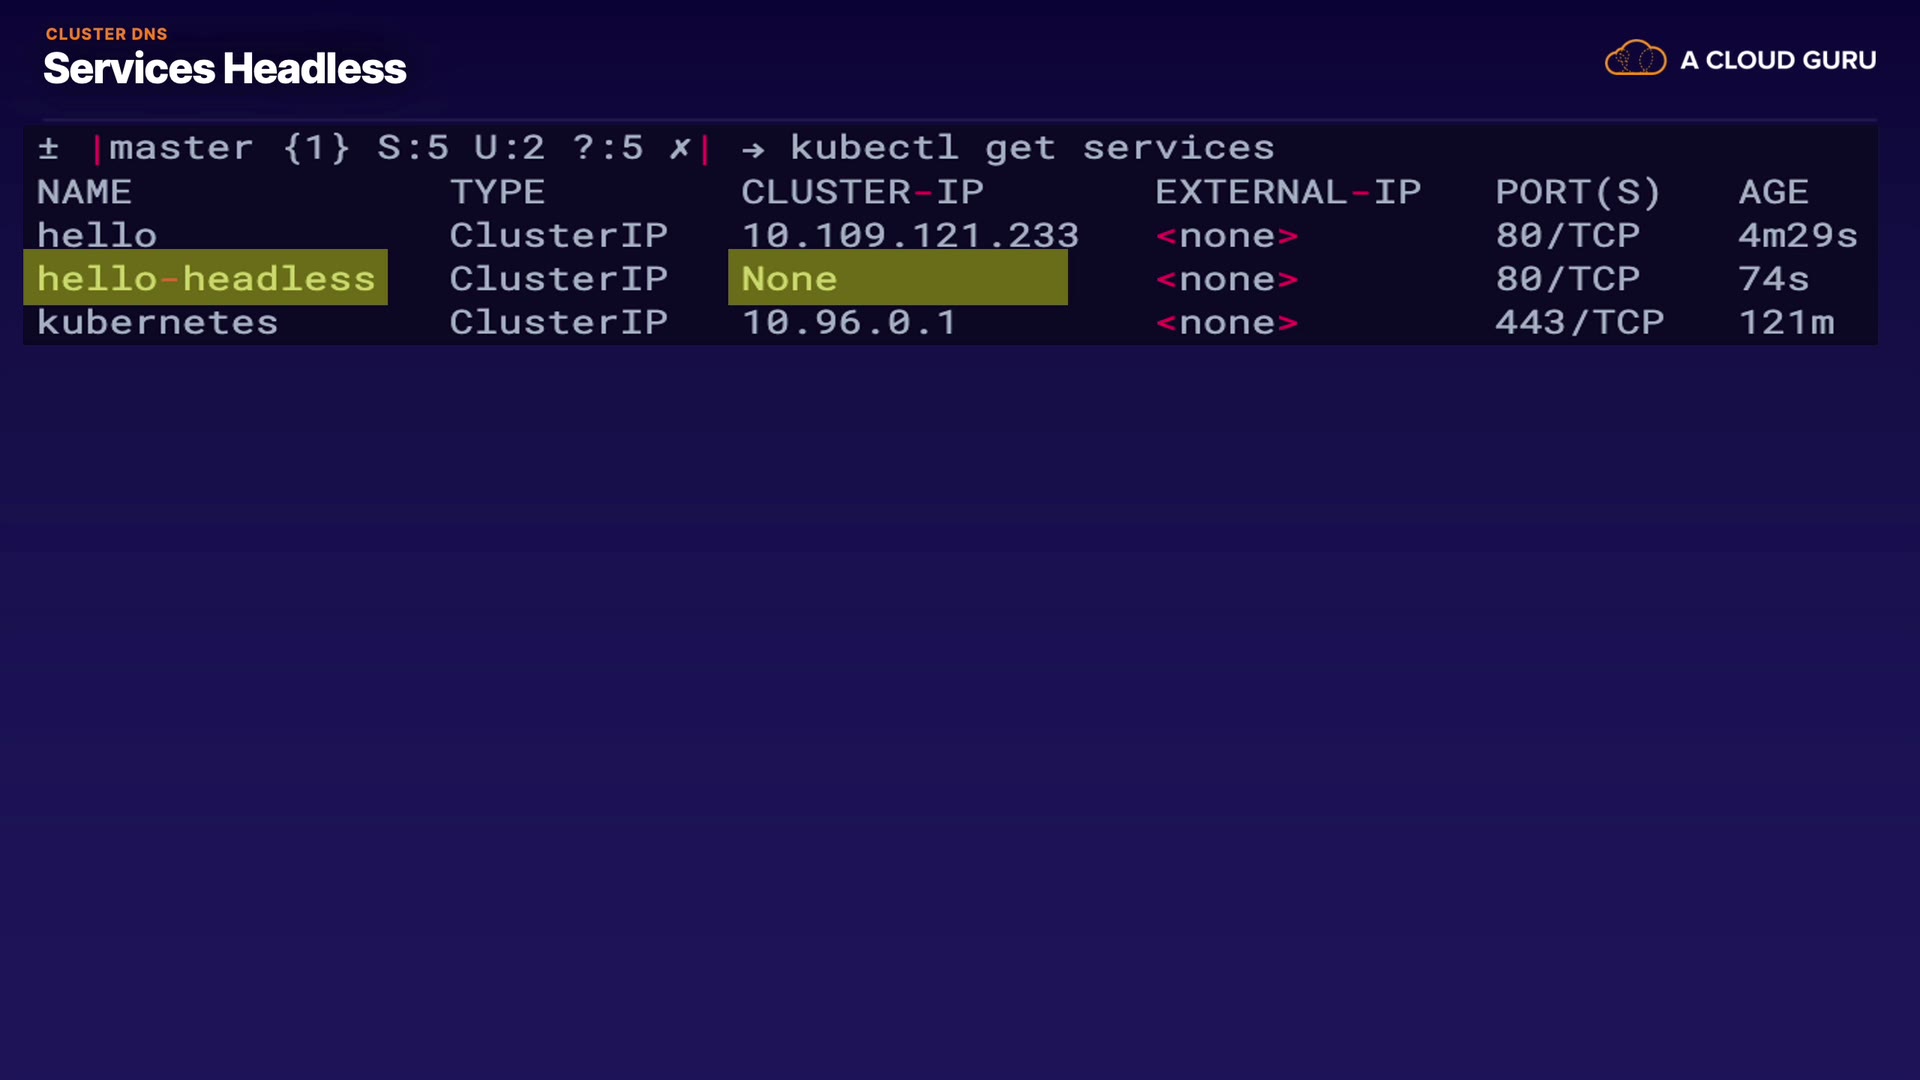 CLUSTER DNS
Services Headless
A CLOUD GURU
± |master {1} S:5 U:2 ?:5 ✗| → kubectl get services
NAME TYPE CLUSTER-IP EXTERNAL-IP PORT(S) AGE
hello ClusterIP 10.109.121.233 <none> 80/TCP 4m29s
hello-headless ClusterIP None <none> 80/TCP 74s
kubernetes ClusterIP 10.96.0.1 <none> 443/TCP 121m